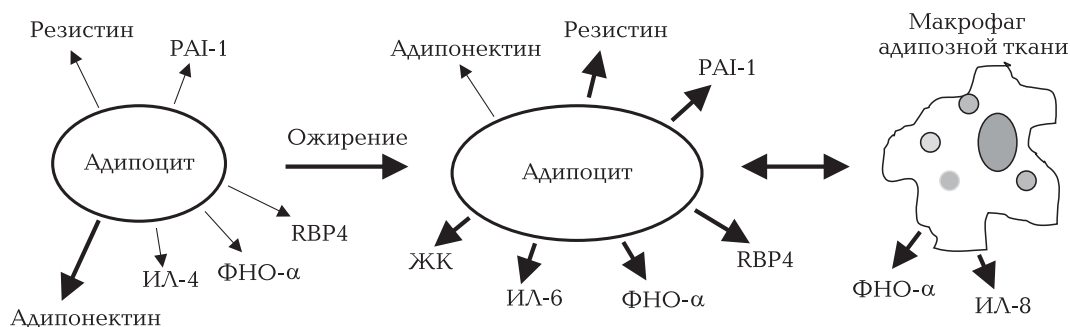 Резистин
PAI-1
Адипоцит
RBP4
ФНО-α
ИЛ-4
Адипонектин
Ожирение
Адипонектин
Резистин
PAI-1
Адипоцит
ЖК
ИЛ-6
ФНО-α
RBP4
Макрофаг
адипозной ткани
ФНО-α
ИЛ-8